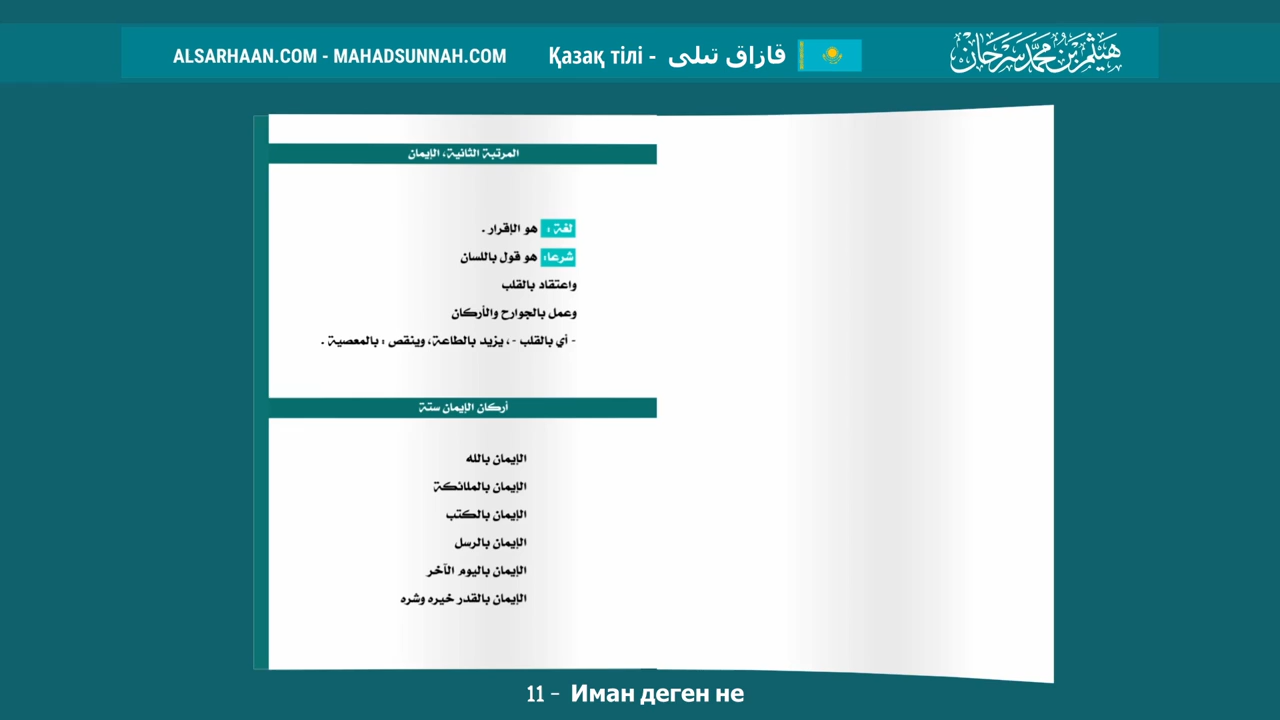 ALSARHAAN.COM - MAHADSUNNAH.COM Қазақ тілі - قازاق تىلى
هيثم بن محمد سرحان
المرتبة الثانية، الإيمان
لغة : هو الإقرار .
شرعا: هو قول باللسان
واعتقاد بالقلب
وعمل بالجوارح والأركان
- أي بالقلب - ، يزيد بالطاعة، وينقص : بالمعصية .
أركان الإيمان ستة
الإيمان بالله
الإيمان بالملائكة
الإيمان بالكتب
الإيمان بالرسل
الإيمان باليوم الآخر
الإيمان بالقدر خيره وشره
11 - Иман деген не